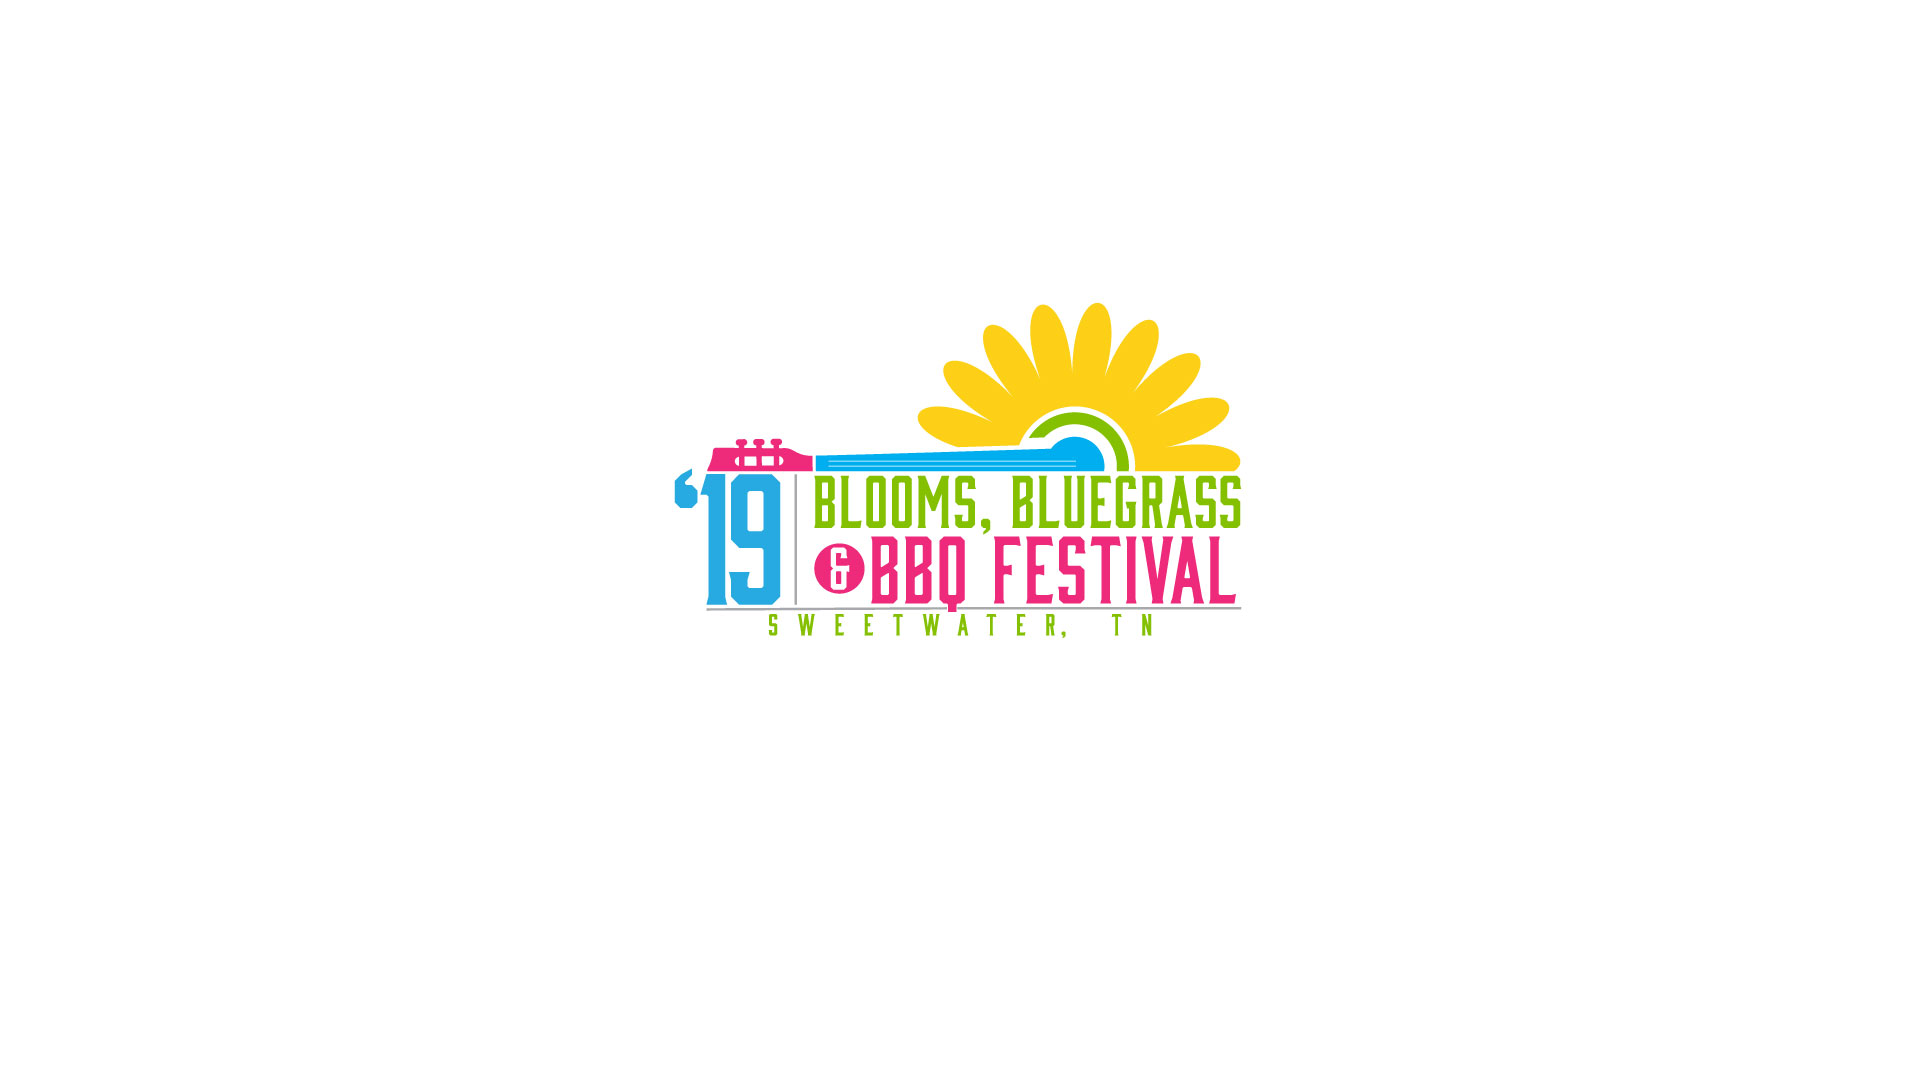 ‘19
BLOOMS, BLUEGRASS
& BBQ FESTIVAL
SWEETWATER, TN